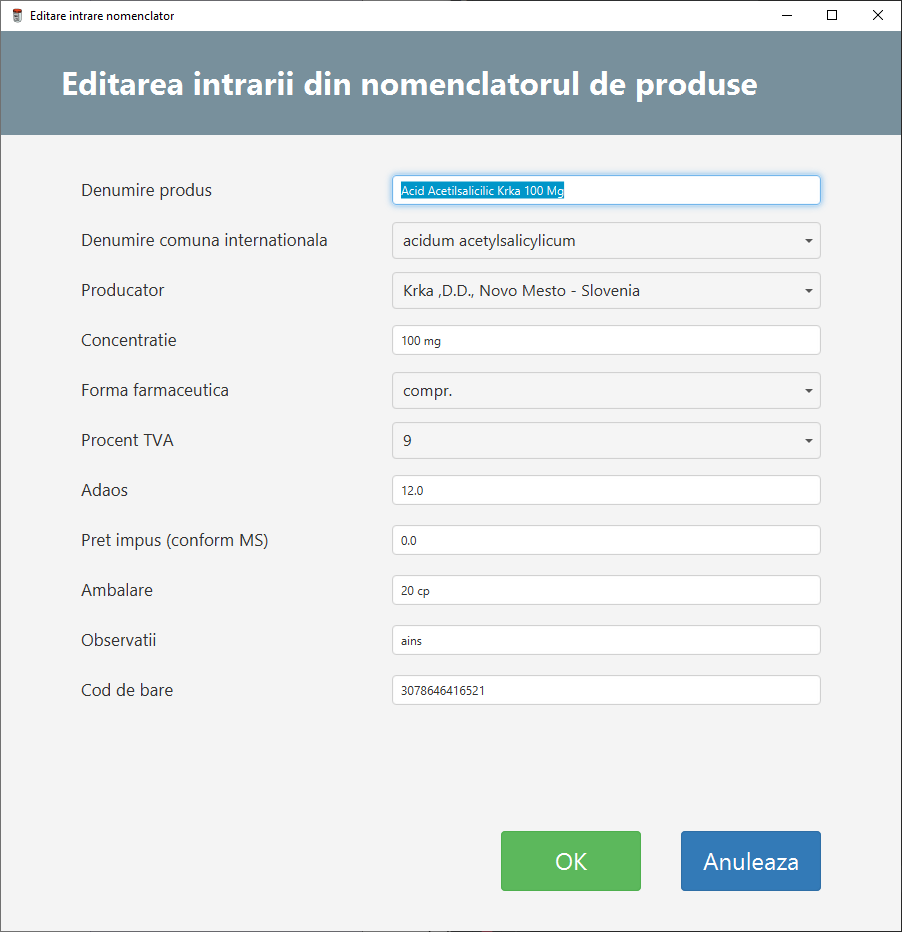 Editare intrare nomenclator
Editarea intrarii din nomenclatorul de produse
Denumire produs Acid Acetilsalicilic Krka 100 Mg
Denumire comuna internationala acidum acetylsalicylicum
Producator Krka ,D.D., Novo Mesto - Slovenia
Concentratie 100 mg
Forma farmaceutica compr.
Procent TVA 9
Adaos 12.0
Pret impus (conform MS) 0.0
Ambalare 20 cp
Observatii ains
Cod de bare 3078646416521
OK Anuleaza